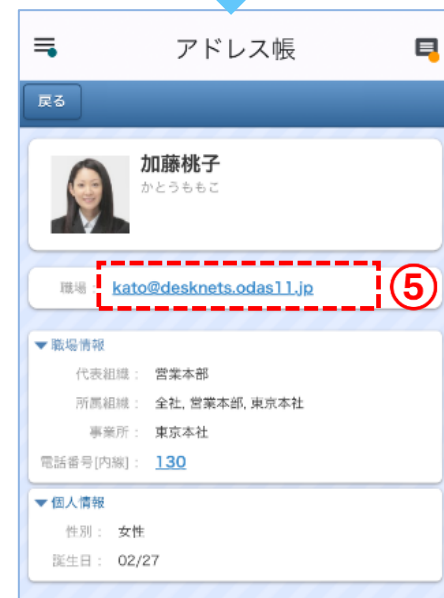 アドレス帳
戻る
加藤桃子
かとうももこ
職場 : kato@desknets.odas11.jp
⑤
▼職場情報
代表組織 : 営業本部
所属組織 : 全社, 営業本部, 東京本社
事業所 : 東京本社
電話番号[内線] : 130
▼個人情報
性別 : 女性
誕生日 : 02/27